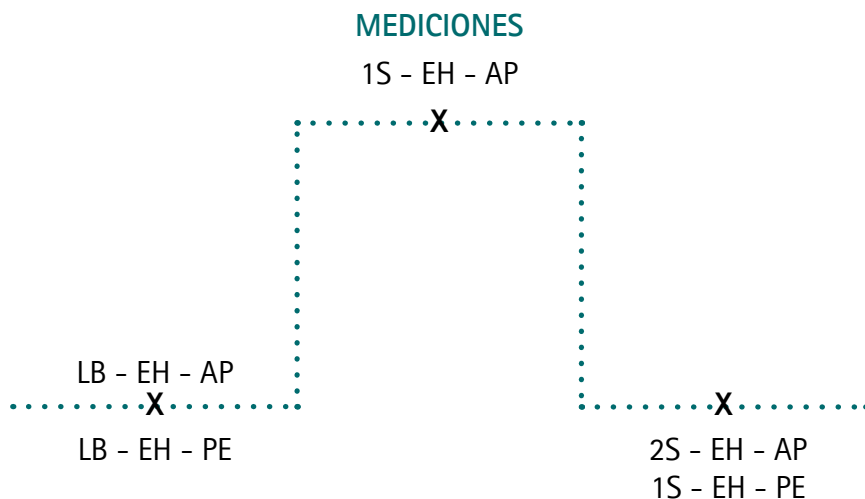 MEDICIONES
1S - EH - AP
X
LB - EH - AP
X
LB - EH - PE
X
2S - EH - AP
1S - EH - PE